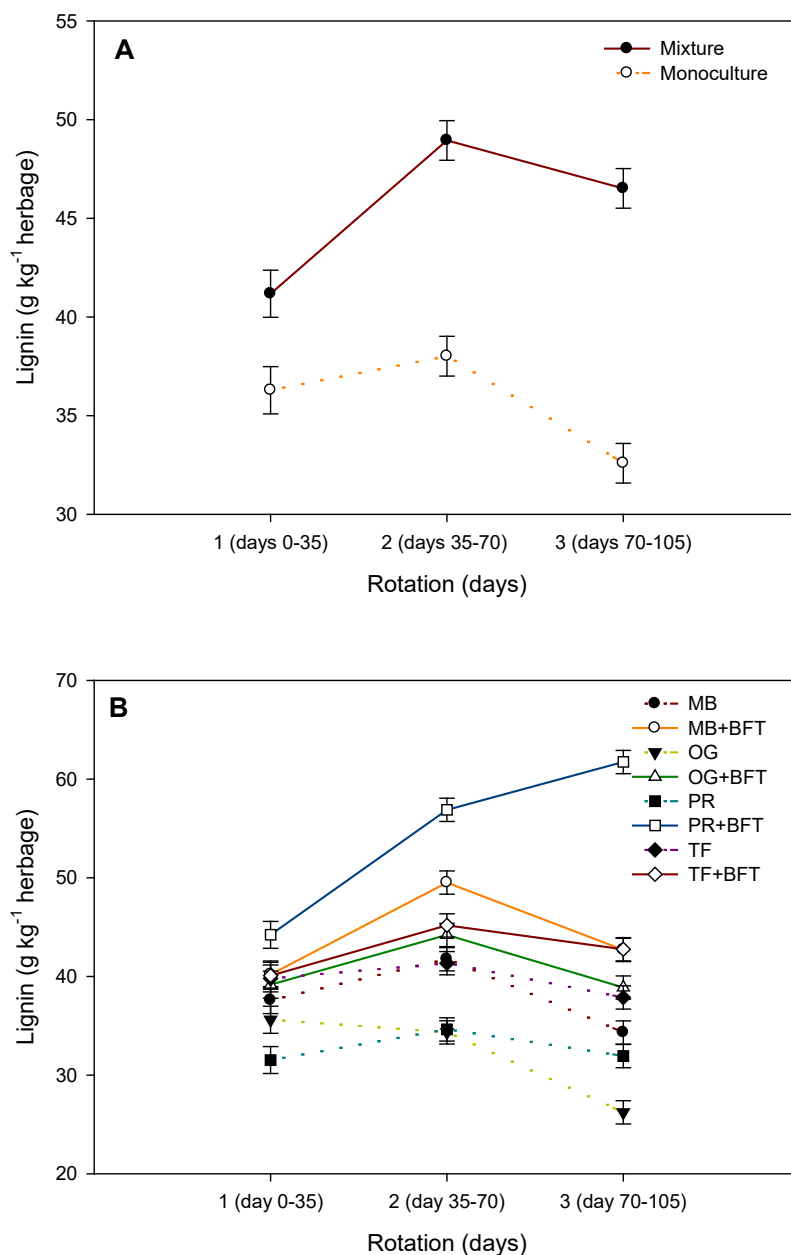 55
A
Mixture
Monoculture
50
45
40
35
30
Lignin (g kg⁻¹ herbage)
1 (days 0-35) 2 (days 35-70) 3 (days 70-105)
Rotation (days)
70
B
MB
MB+BFT
OG
OG+BFT
PR
PR+BFT
TF
TF+BFT
60
50
40
30
20
Lignin (g kg⁻¹ herbage)
1 (day 0-35) 2 (day 35-70) 3 (day 70-105)
Rotation (days)